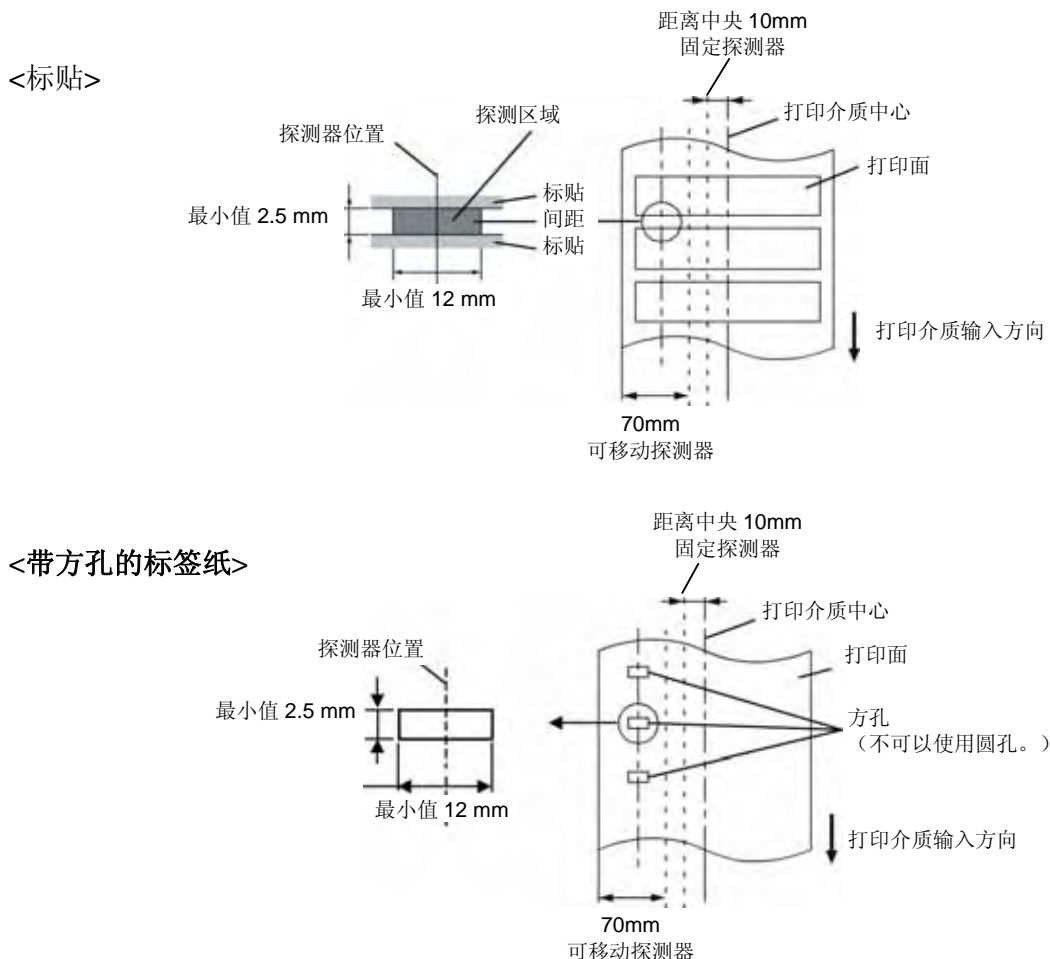 距离中央 10mm
固定探测器
<标贴>
打印介质中心
探测区域
探测器位置
打印面
标贴
间距
标贴
最小值 2.5 mm
最小值 12 mm
打印介质输入方向
70mm
可移动探测器
距离中央 10mm
固定探测器
<带方孔的标签纸>
打印介质中心
探测器位置
打印面
最小值 2.5 mm
方孔
（不可以使用圆孔。）
最小值 12 mm
打印介质输入方向
70mm
可移动探测器